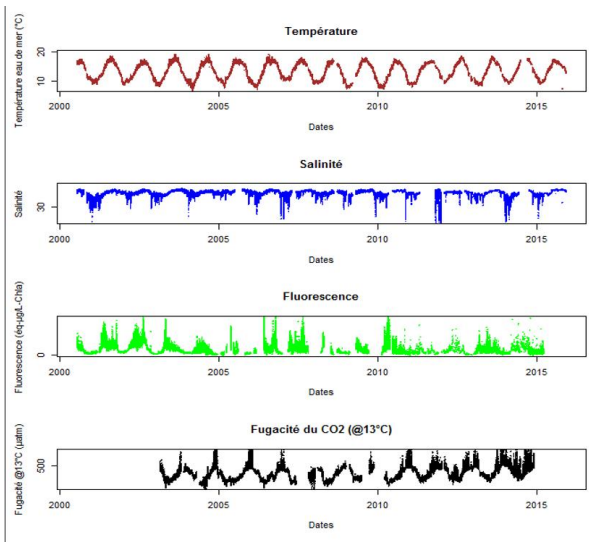 Température
Température eau de mer (°C)
20
10
2000 2005 2010 2015
Dates
Salinité
Salinité
30
2000 2005 2010 2015
Dates
Fluorescence
Fluorescence (éq-µg/L-Chla)
0
2000 2005 2010 2015
Dates
Fugacité du CO2 (@13°C)
Fugacité @13°C (µatm)
500
2000 2005 2010 2015
Dates